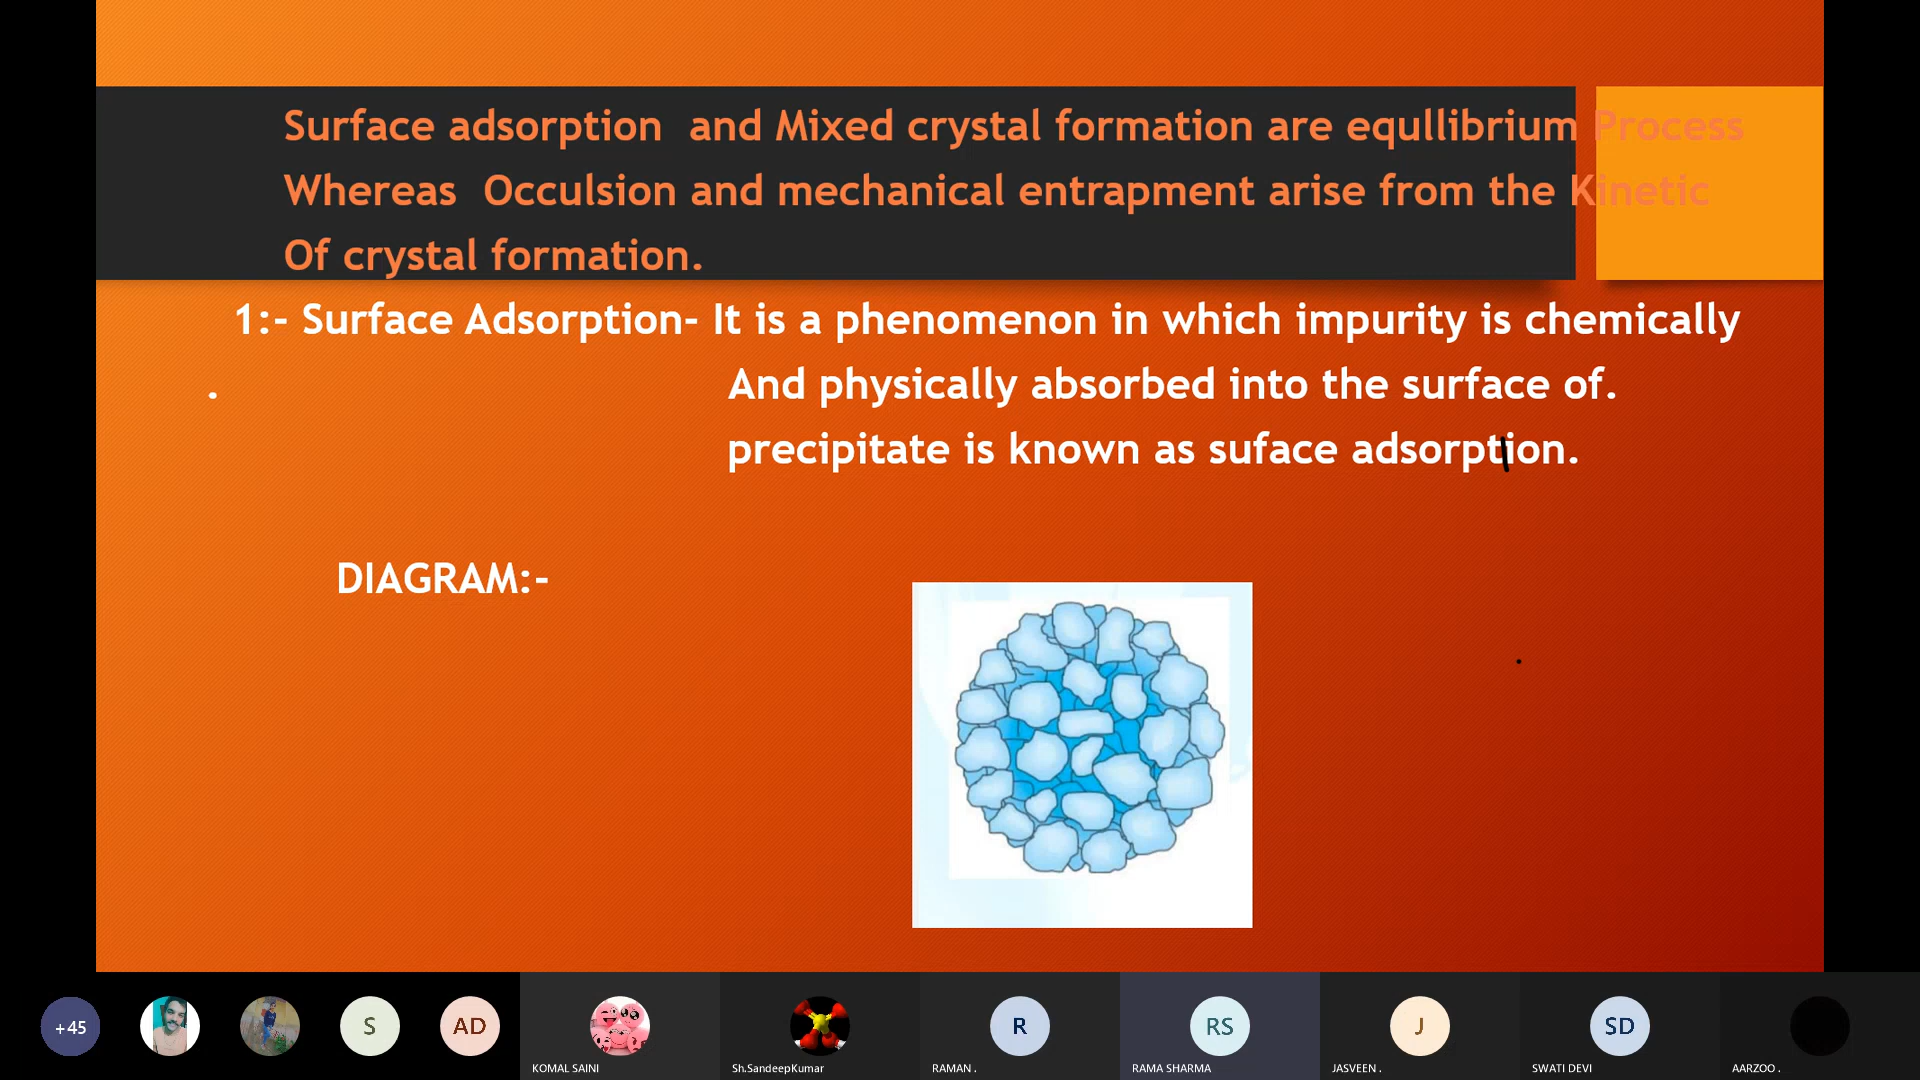 Surface adsorption and Mixed crystal formation are equllibrium Process
Whereas Occulsion and mechanical entrapment arise from the Kinetic
Of crystal formation.
1:- Surface Adsorption- It is a phenomenon in which impurity is chemically
. And physically absorbed into the surface of.
precipitate is known as suface adsorption.
DIAGRAM:-
+45
S
AD
R
RS
J
SD
KOMAL SAINI
Sh.SandeepKumar
RAMAN .
RAMA SHARMA
JASVEEN .
SWATI DEVI
AARZOO .